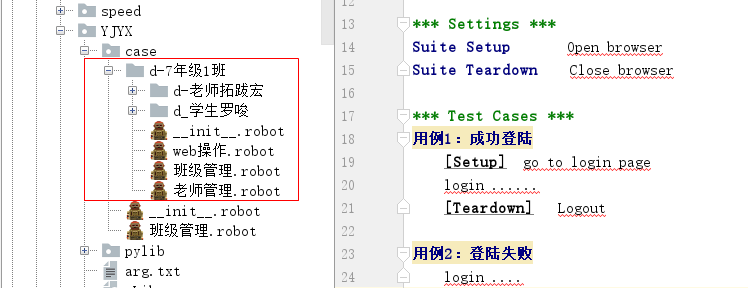 speed
YJYX
case
d-7年级1班
d-老师拓跋宏
d_学生罗唆
__init__.robot
web操作.robot
班级管理.robot
老师管理.robot
__init__.robot
班级管理.robot
pylib
arg.txt
12
13 *** Settings ***
14 Suite Setup Open browser
15 Suite Teardown Close browser
16
17 *** Test Cases ***
18 用例1：成功登陆
19 [Setup] go to login page
20 login ......
21 [Teardown] Logout
22
23 用例2：登陆失败
24 login ....